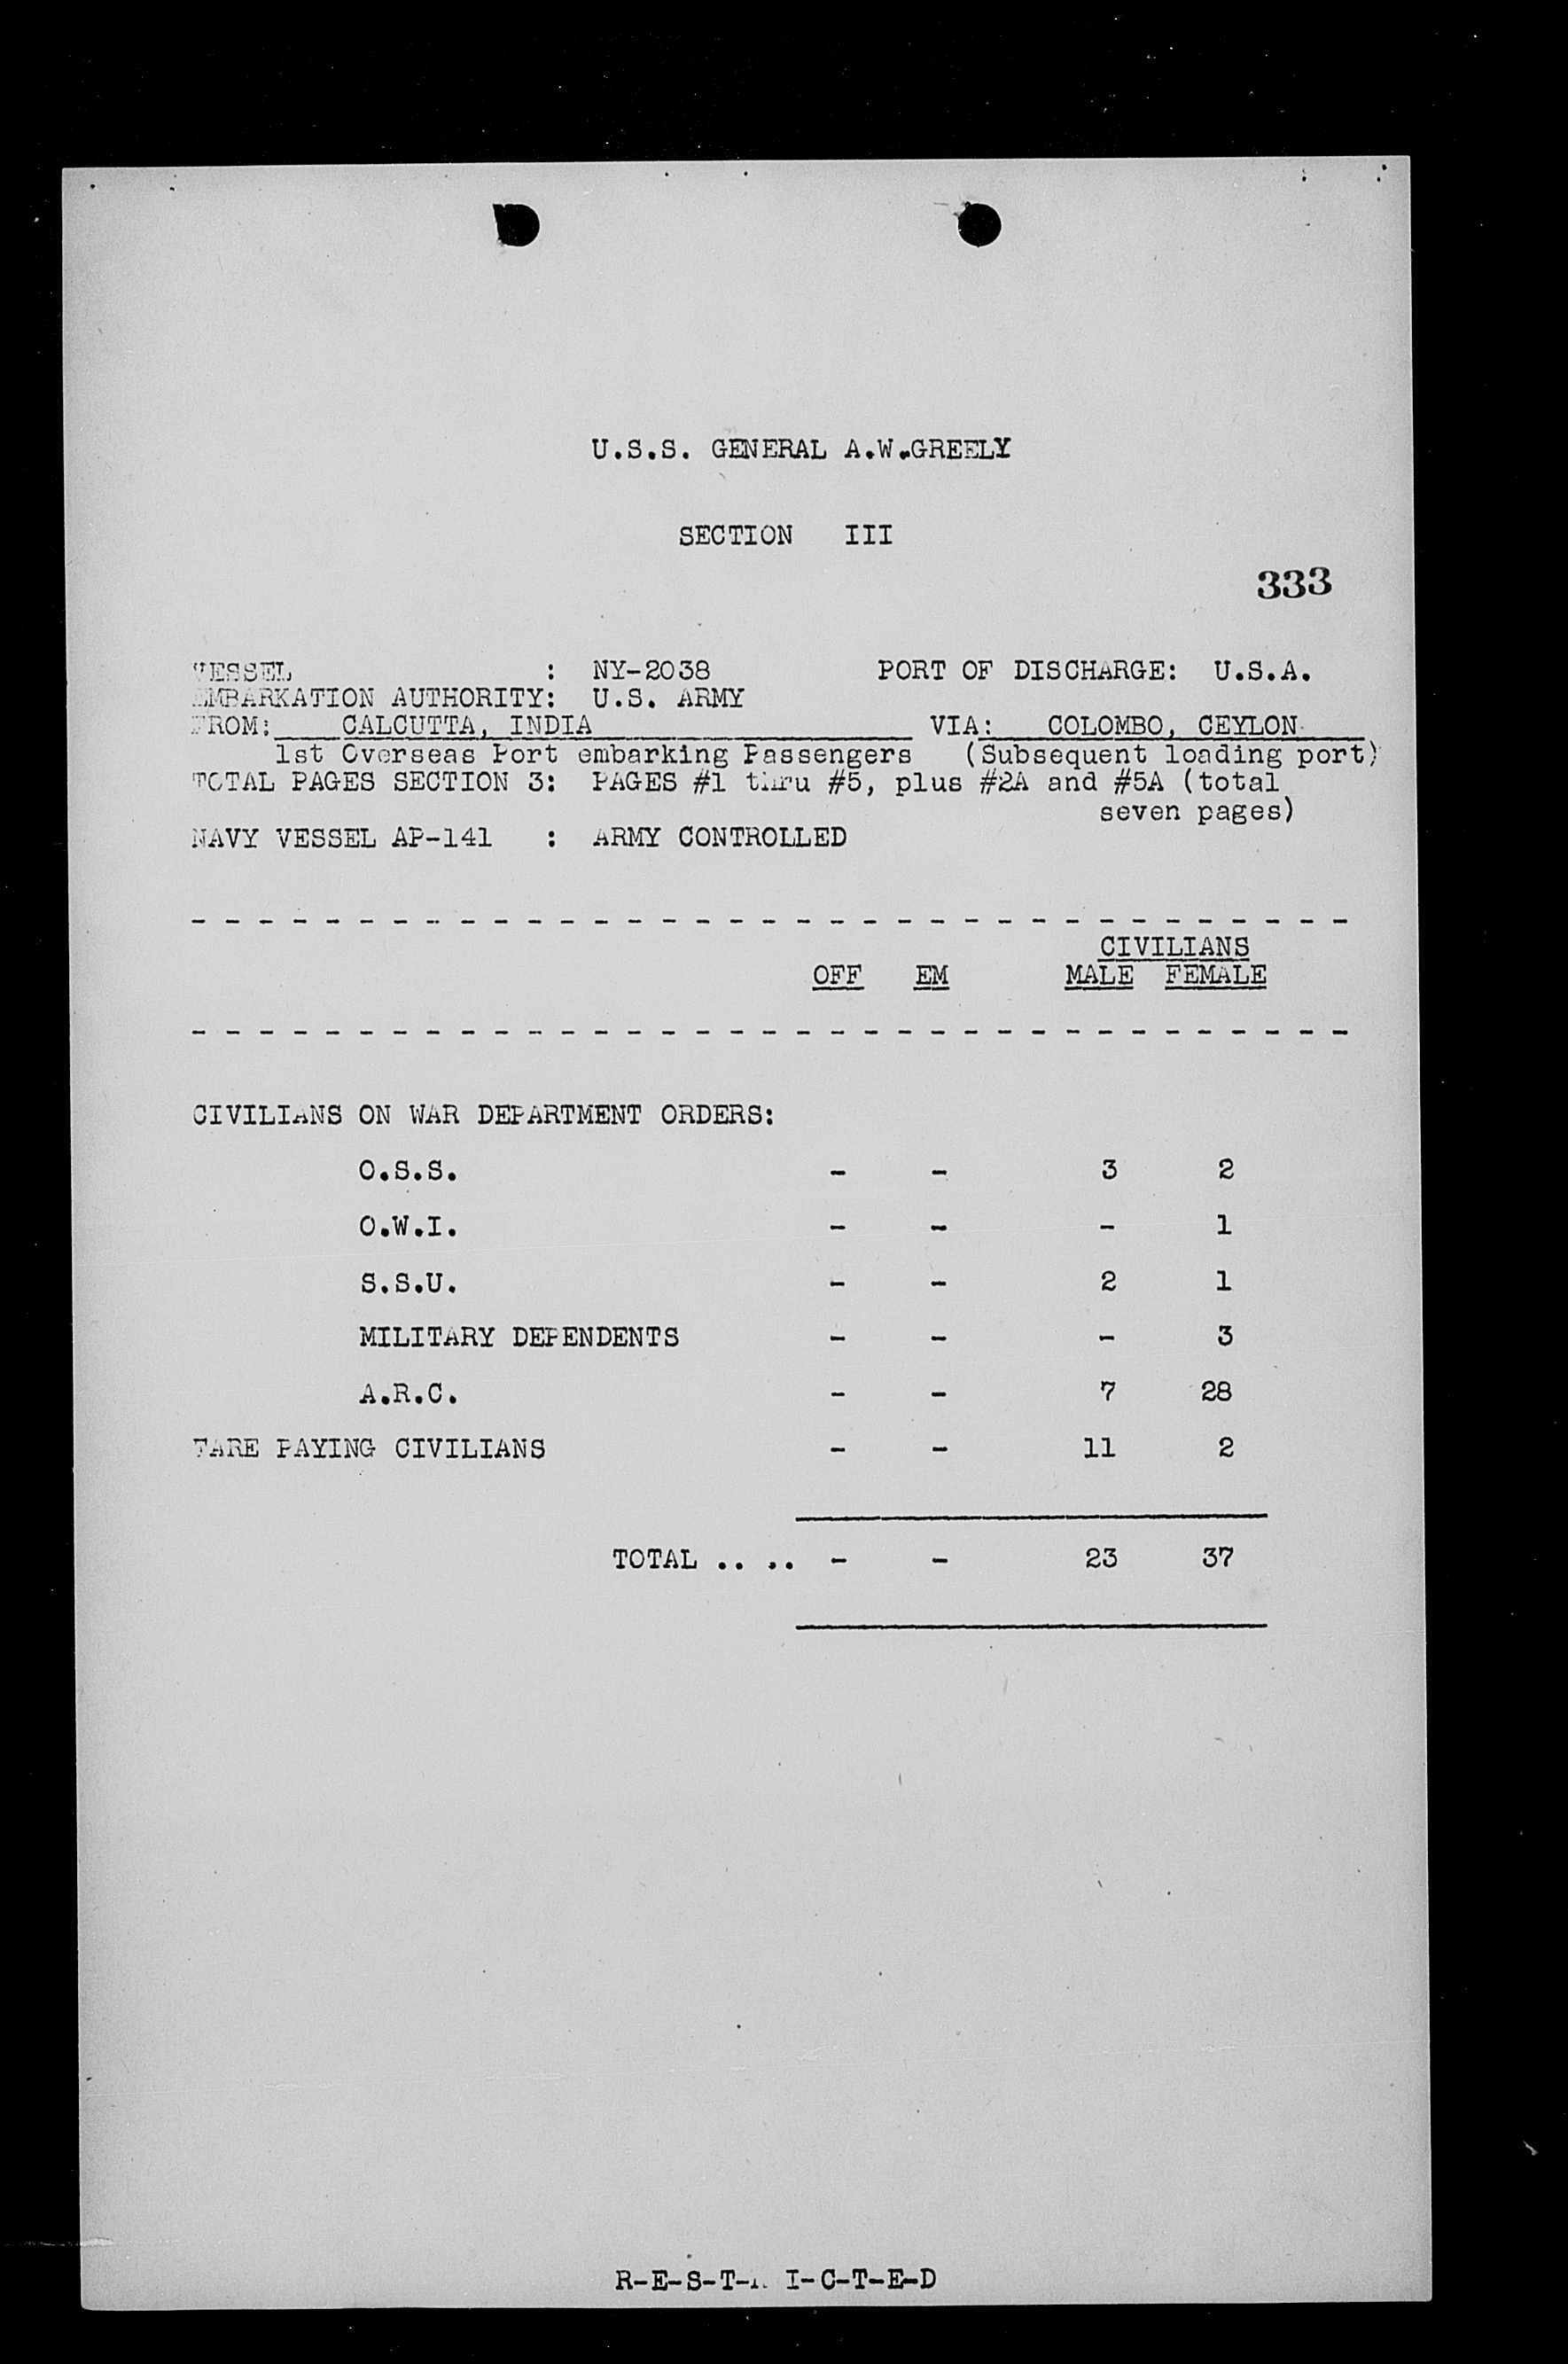 U.S.S. GENERAL A.W.GREELY
SECTION III
333
VESSEL : NY-2038 PORT OF DISCHARGE: U.S.A.
EMBARKATION AUTHORITY: U.S. ARMY
FROM: CALCUTTA, INDIA VIA: COLOMBO, CEYLON
1st Overseas Port embarking Passengers (Subsequent loading port)
TOTAL PAGES SECTION 3: PAGES #1 thru #5, plus #2A and #5A (total
seven pages)
NAVY VESSEL AP-141 : ARMY CONTROLLED
- - - - - - - - - - - - - - - - - - - - - - - - - - - - - - - - - - -
CIVILIANS
OFF EM MALE FEMALE
- - - - - - - - - - - - - - - - - - - - - - - - - - - - - - - - - - -
CIVILIANS ON WAR DEPARTMENT ORDERS:
O.S.S. - - 3 2
O.W.I. - - - 1
S.S.U. - - 2 1
MILITARY DEPENDENTS - - - 3
A.R.C. - - 7 28
FARE PAYING CIVILIANS - - 11 2
TOTAL .. .. - - 23 37
R-E-S-T-R I-C-T-E-D